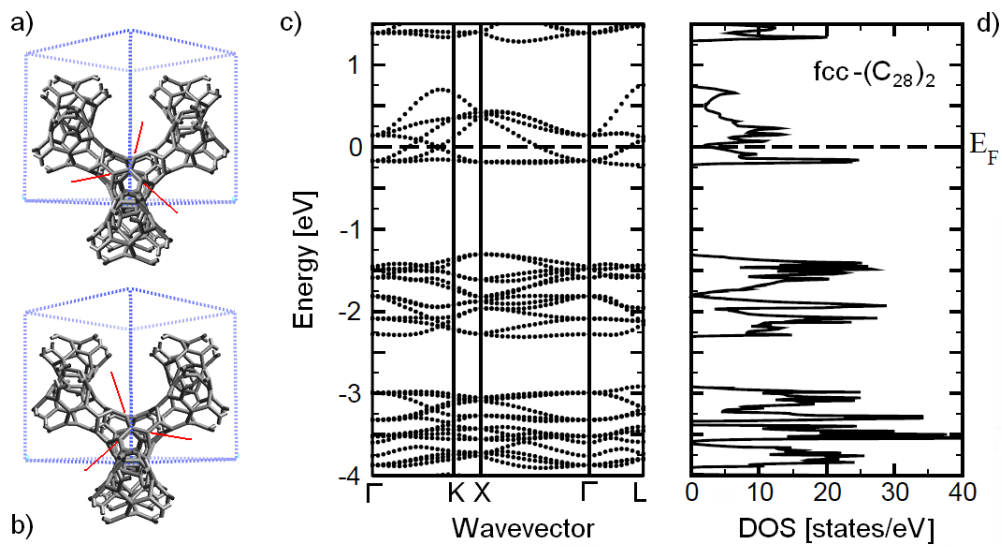 a)
b)
c)
Energy [eV]
1
0
-1
-2
-3
-4
Γ
K
X
Γ
L
Wavevector
d)
fcc-(C₂₈)₂
E_F
0
10
20
30
40
DOS [states/eV]